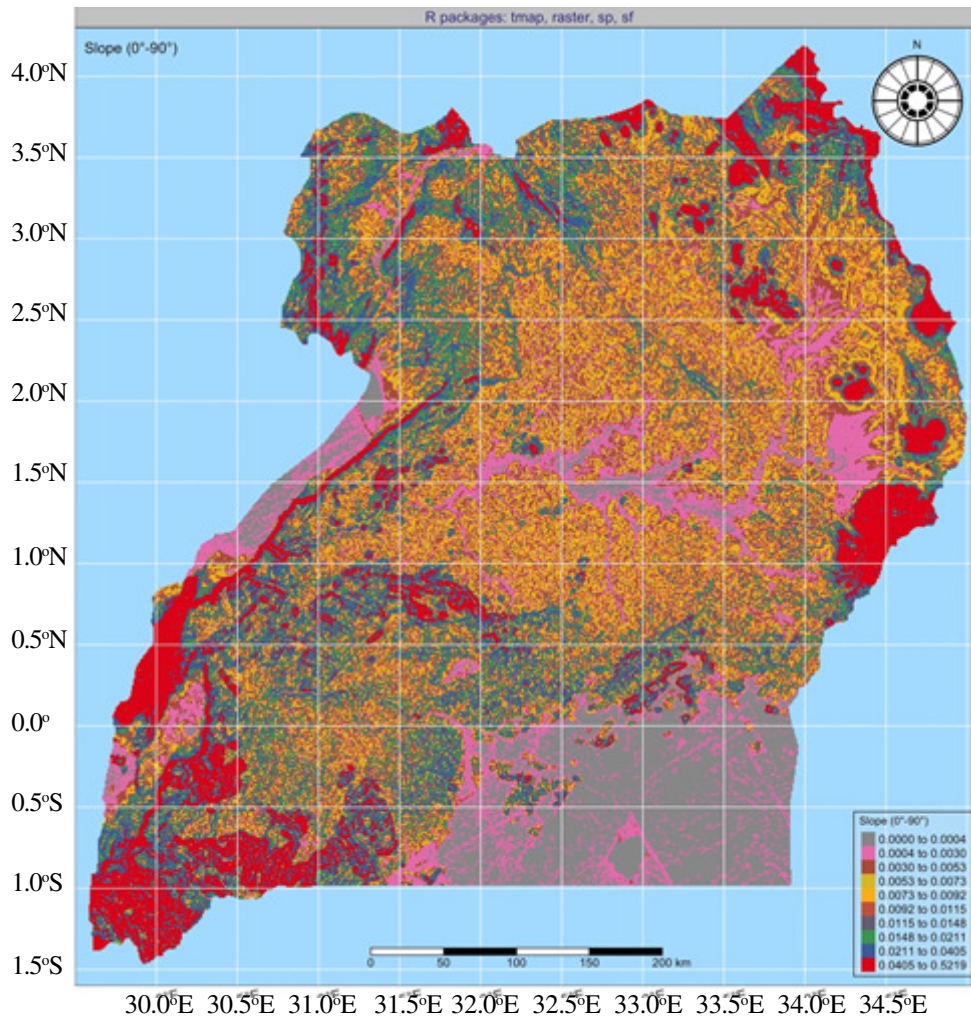 R packages: tmap, raster, sp, sf
Slope (0°-90°)
N
4.0°N
3.5°N
3.0°N
2.5°N
2.0°N
1.5°N
1.0°N
0.5°N
0.0°
0.5°S
1.0°S
1.5°S
Slope (0°-90°)
0.0000 to 0.0004
0.0004 to 0.0030
0.0030 to 0.0053
0.0053 to 0.0073
0.0073 to 0.0092
0.0092 to 0.0115
0.0115 to 0.0148
0.0148 to 0.0211
0.0211 to 0.0405
0.0405 to 0.5219
0 50 100 150 200 km
30.0°E 30.5°E 31.0°E 31.5°E 32.0°E 32.5°E 33.0°E 33.5°E 34.0°E 34.5°E